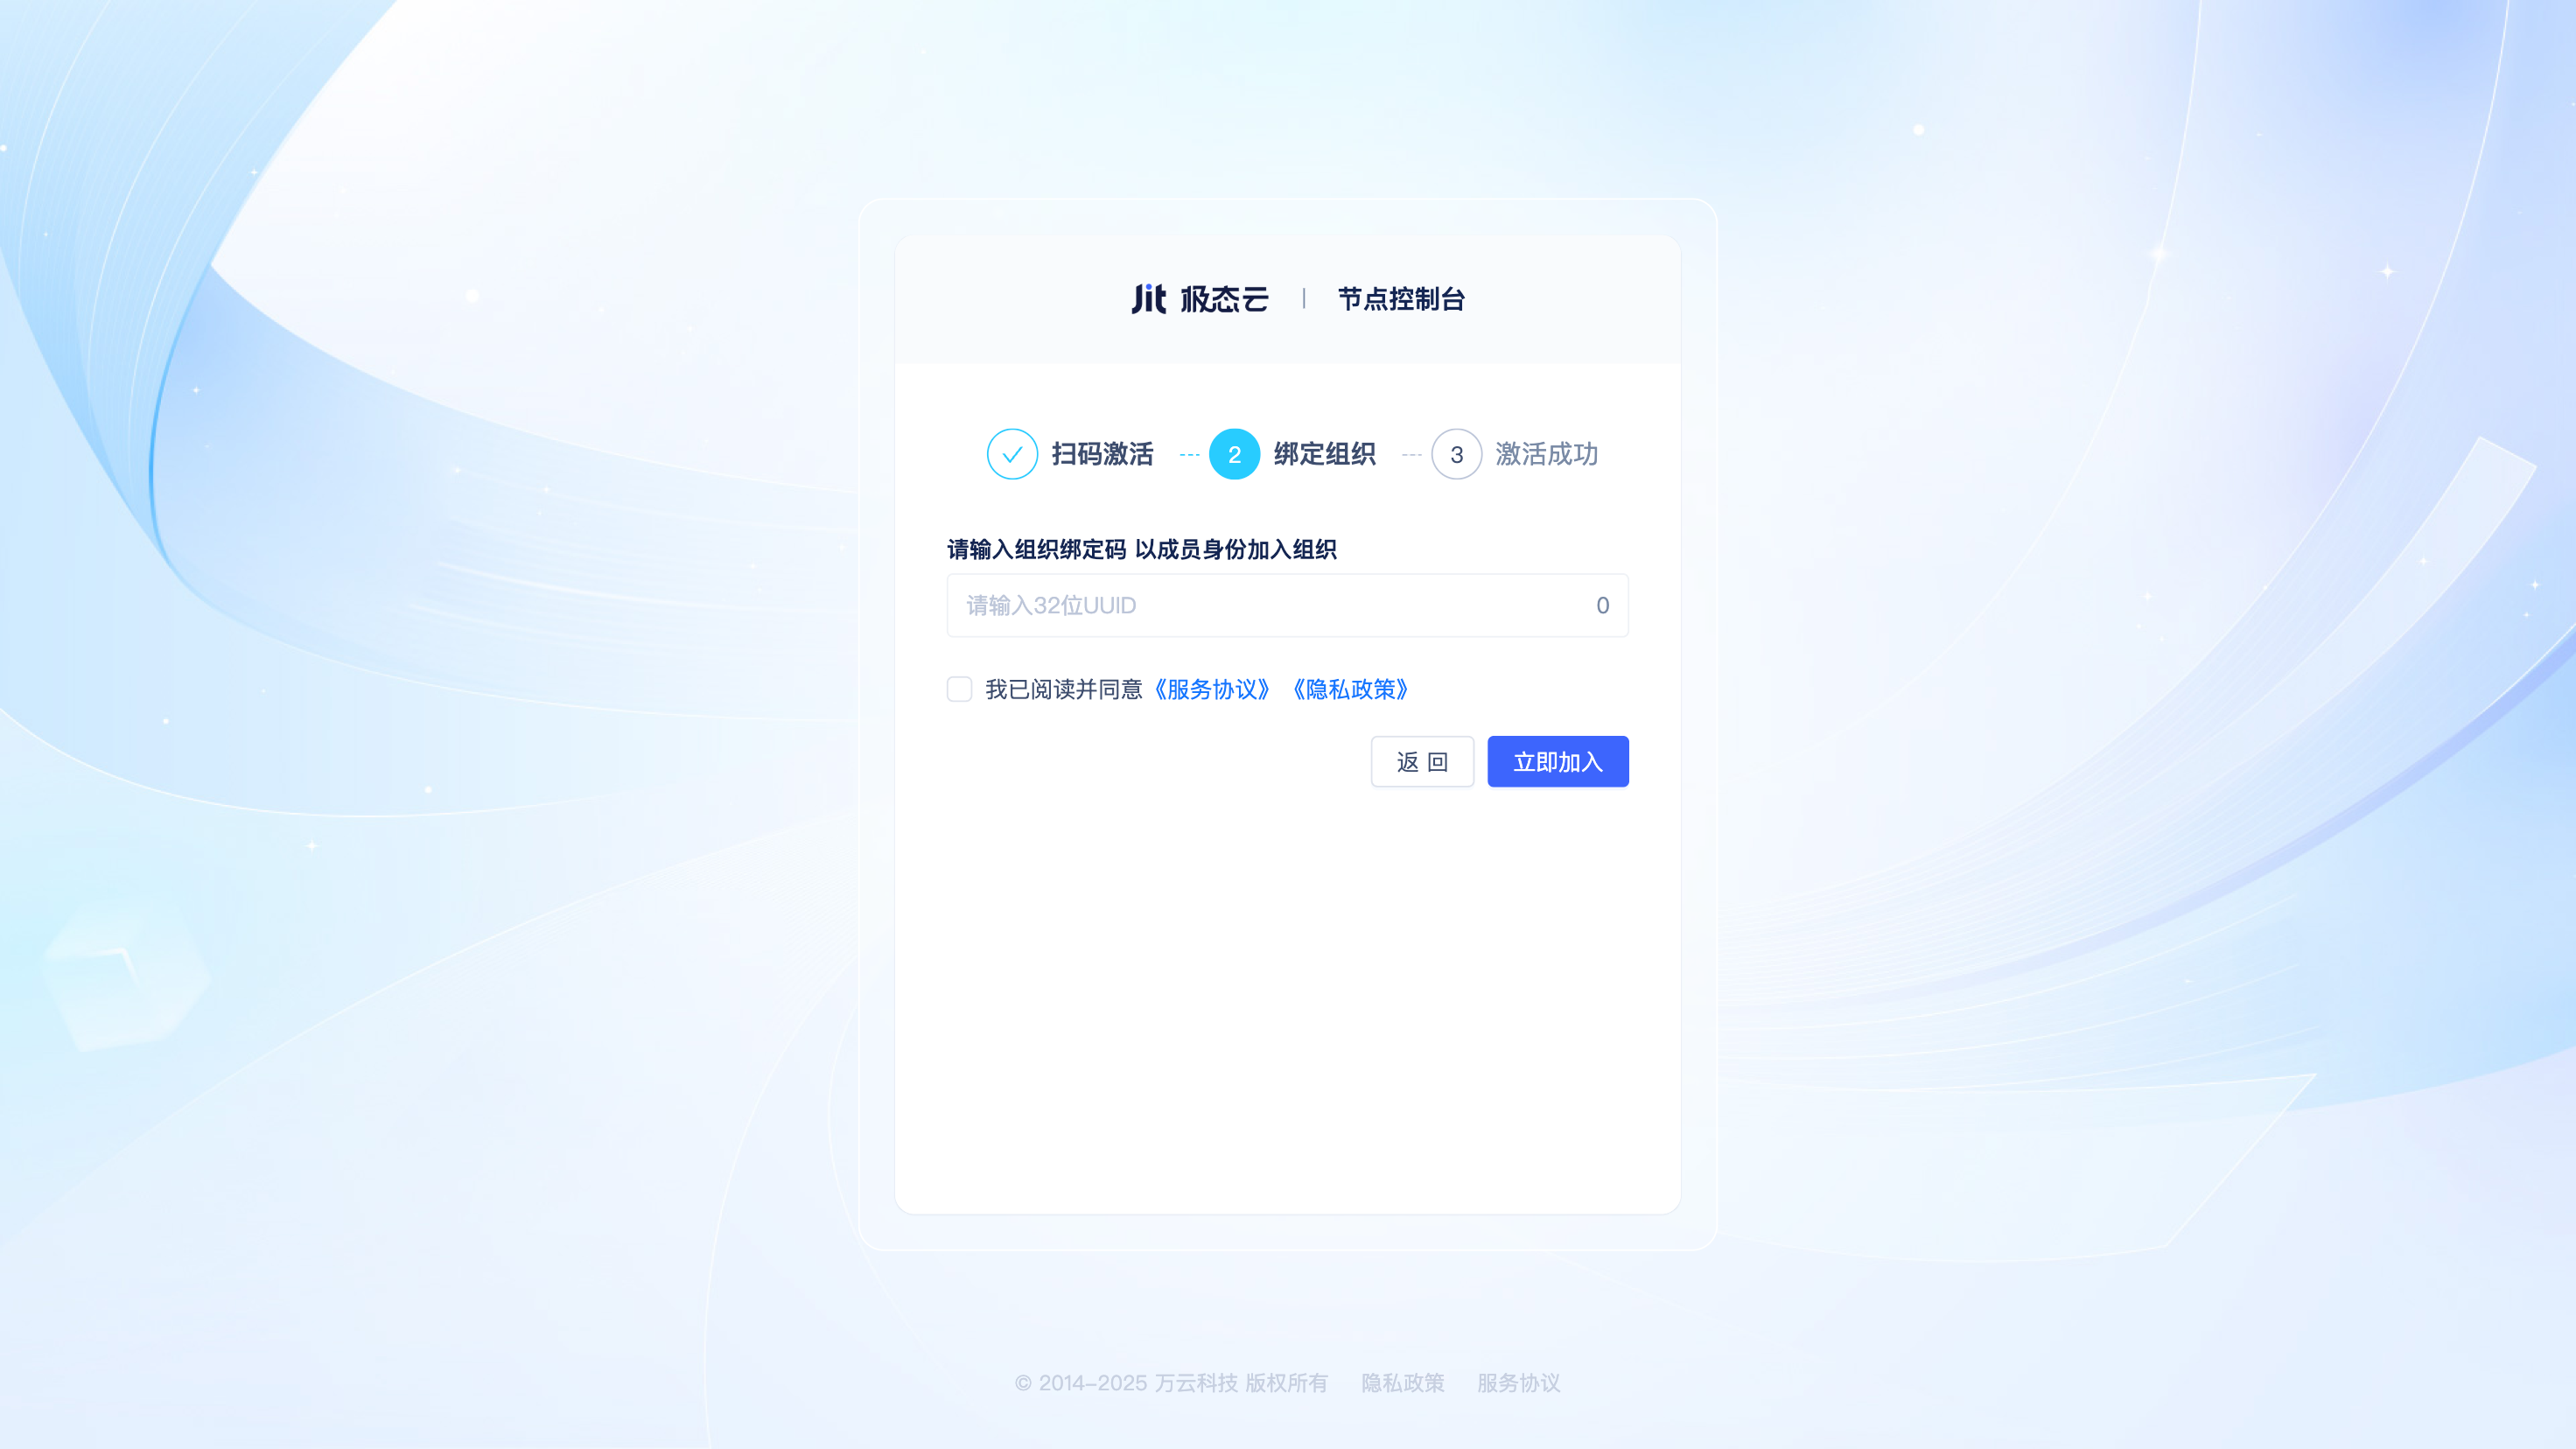 Jit 极态云 | 节点控制台
扫码激活 --- 2 绑定组织 --- 3 激活成功
请输入组织绑定码 以成员身份加入组织
请输入32位UUID 0
我已阅读并同意《服务协议》《隐私政策》
返 回 立即加入
© 2014-2025 万云科技 版权所有 隐私政策 服务协议